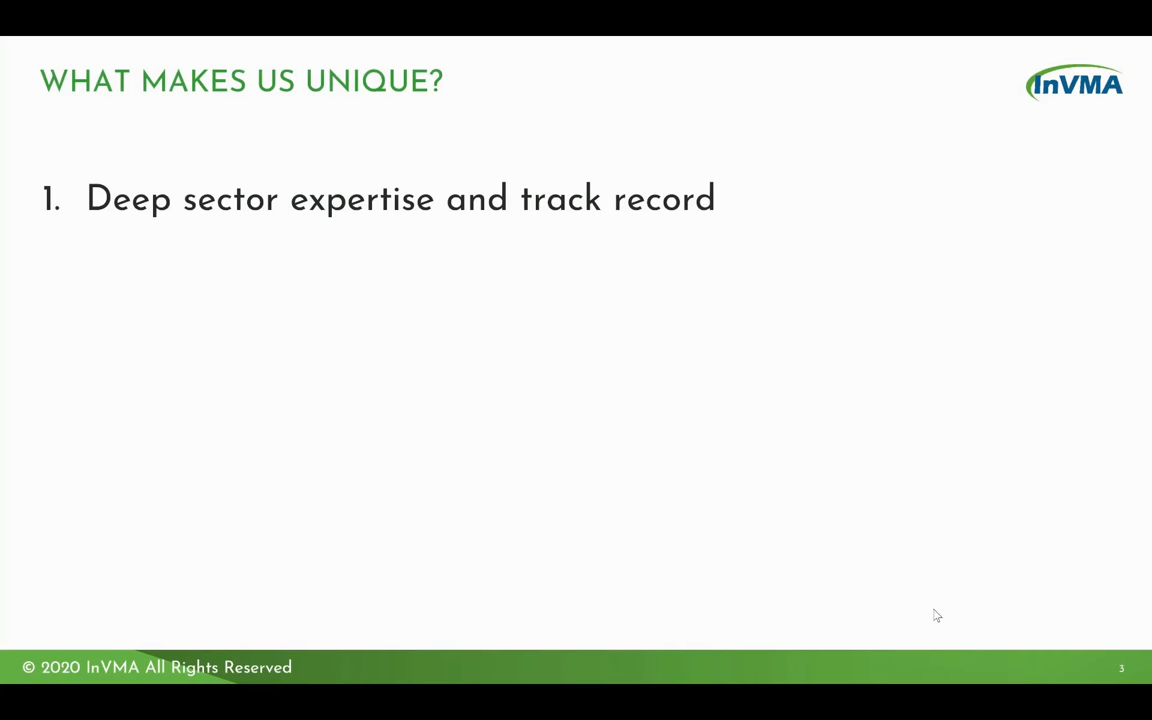 WHAT MAKES US UNIQUE?
InVMA
1. Deep sector expertise and track record
© 2020 InVMA All Rights Reserved
3